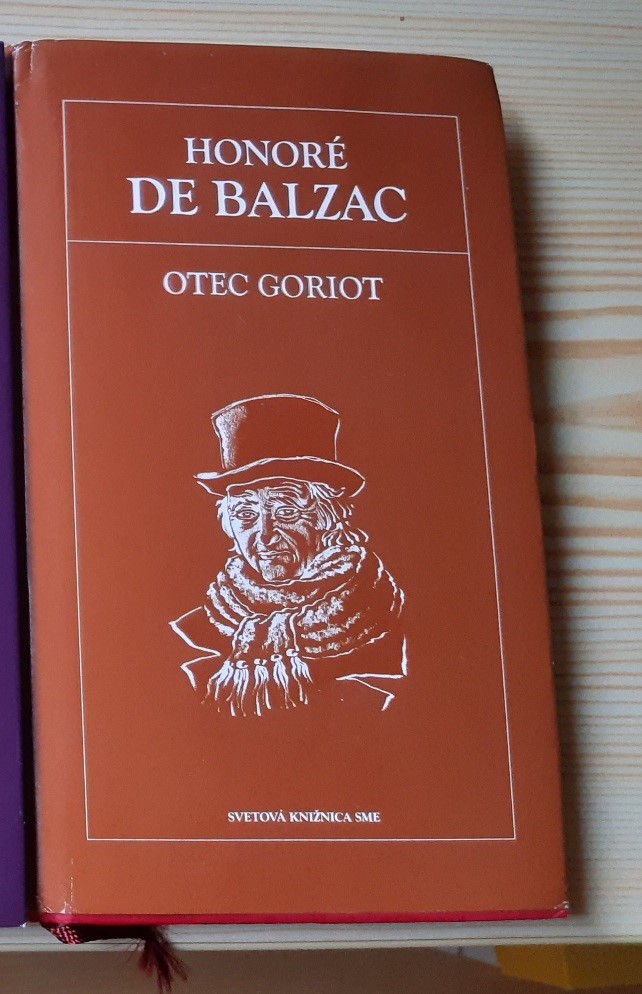 HONORÉ
DE BALZAC
OTEC GORIOT
SVETOVÁ KNIŽNICA SME